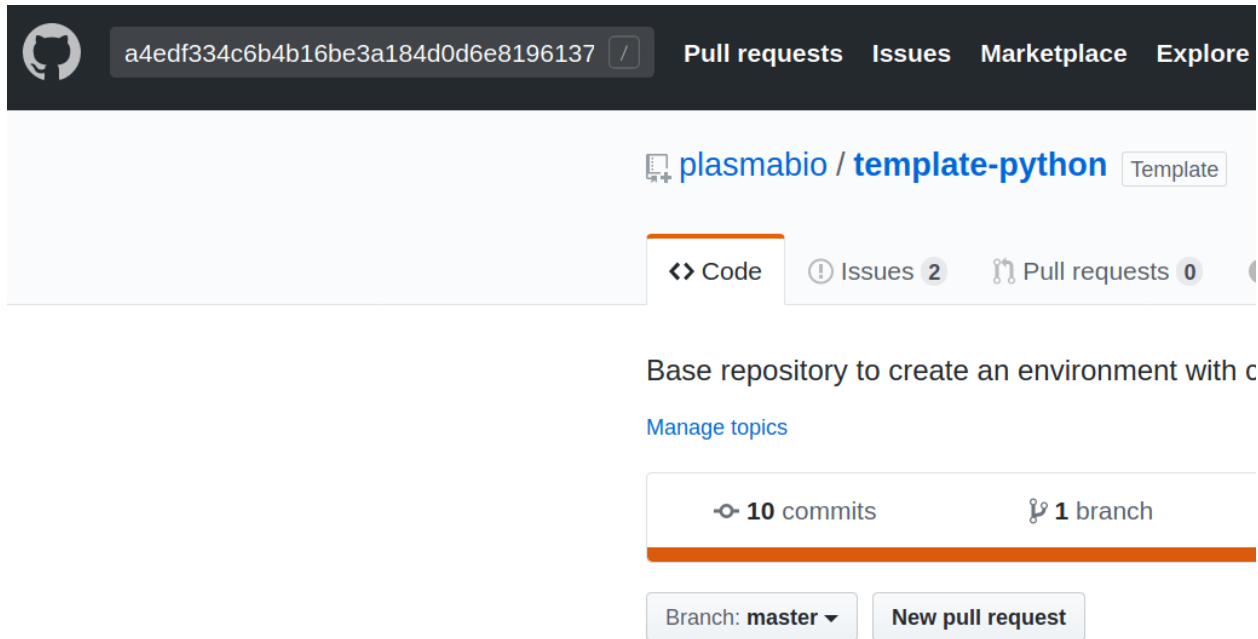 a4edf334c6b4b16be3a184d0d6e8196137 / Pull requests Issues Marketplace Explore
plasmabio / template-python Template
Code Issues 2 Pull requests 0
Base repository to create an environment with
Manage topics
10 commits 1 branch
Branch: master New pull request